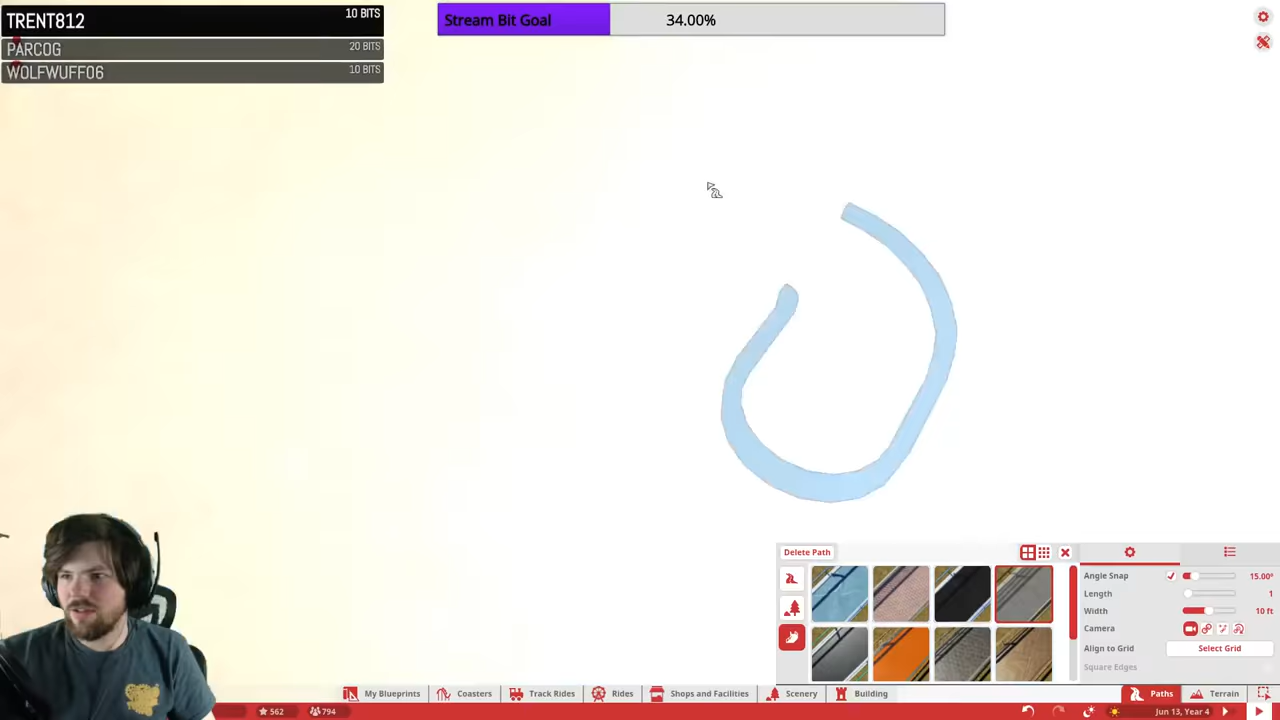 TRENT812 10 BITS
PARCOG 20 BITS
WOLFWUFF06 10 BITS
Stream Bit Goal 34.00%
Delete Path
Angle Snap 15.00°
Length 1
Width 10 ft
Camera
Align to Grid Select Grid
Square Edges
My Blueprints Coasters Track Rides Rides Shops and Facilities Scenery Building Paths Terrain
562 794 Jun 13, Year 4